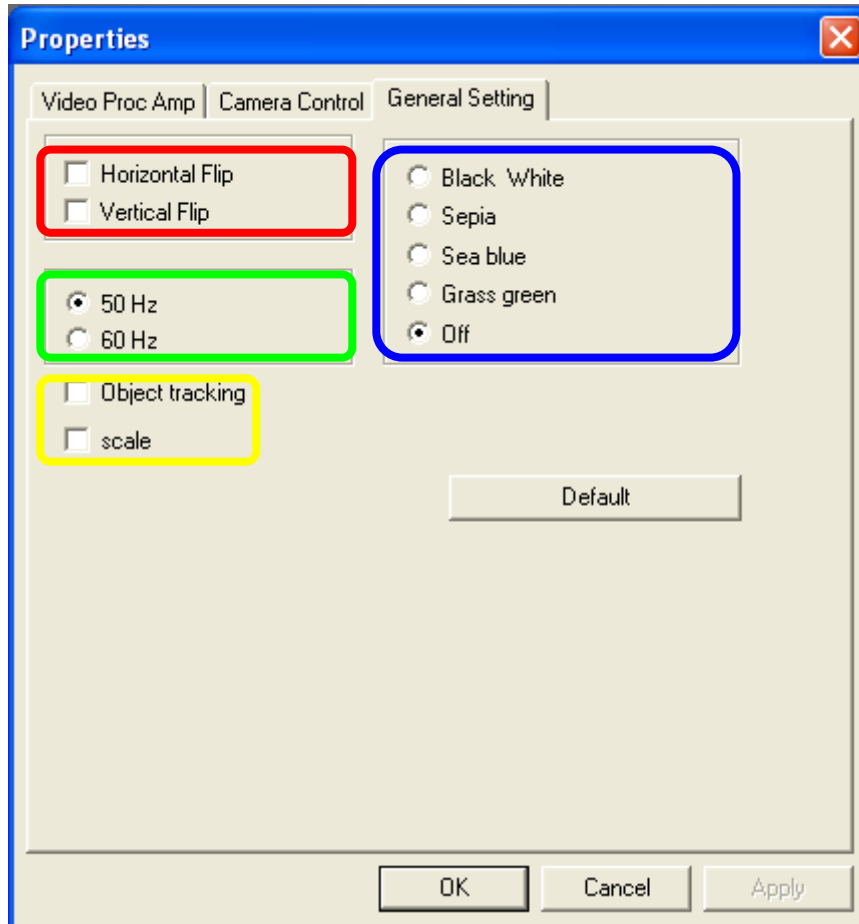 Properties
Video Proc Amp
Camera Control
General Setting
Horizontal Flip
Vertical Flip
50 Hz
60 Hz
Object tracking
scale
Black  White
Sepia
Sea blue
Grass green
Off
Default
OK
Cancel
Apply